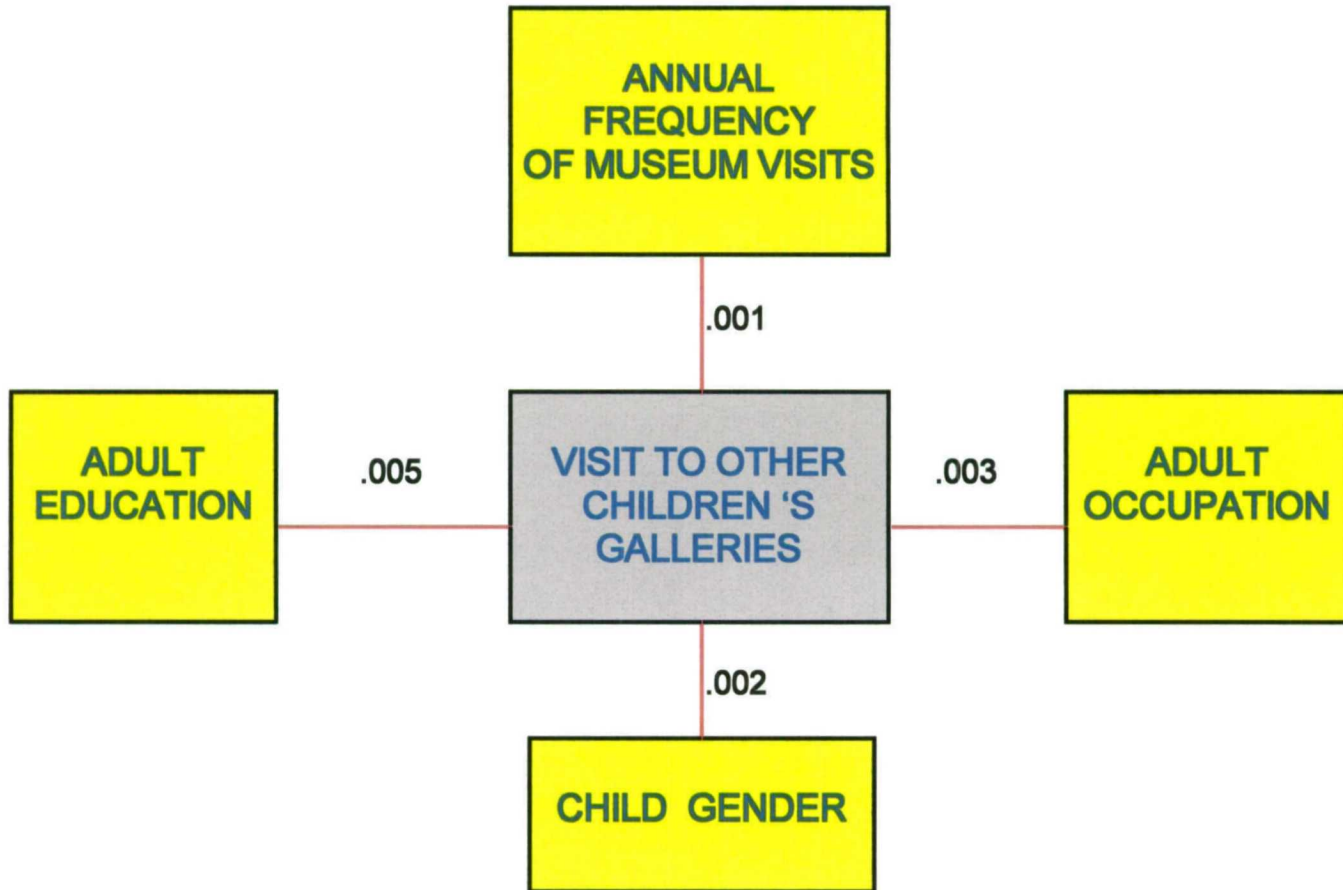 ANNUAL
FREQUENCY
OF MUSEUM VISITS
.001
ADULT
EDUCATION
.005
VISIT TO OTHER
CHILDREN ‘S
GALLERIES
.003
ADULT
OCCUPATION
.002
CHILD GENDER